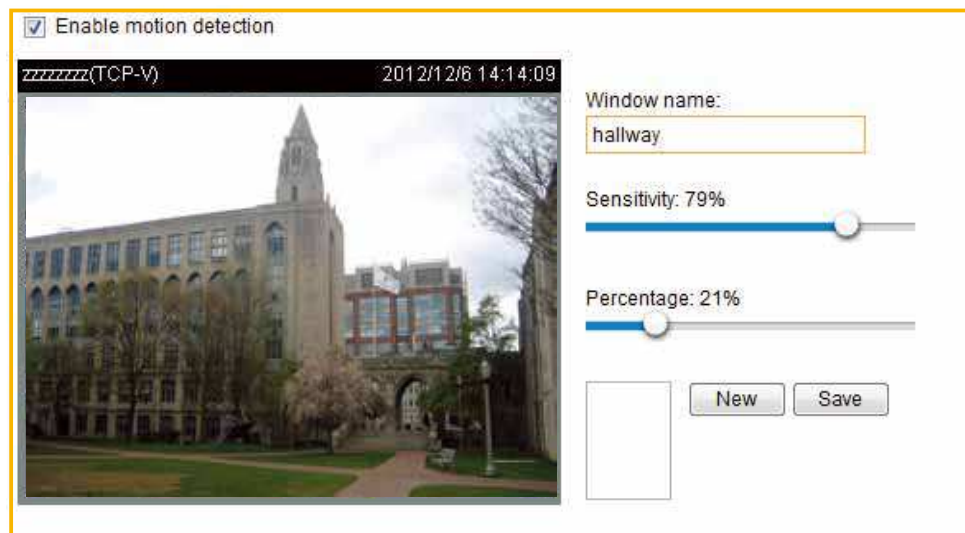 Enable motion detection
zzzzzzzz(TCP-V) 2012/12/6 14:14:09
Window name:
hallway
Sensitivity: 79%
Percentage: 21%
New Save